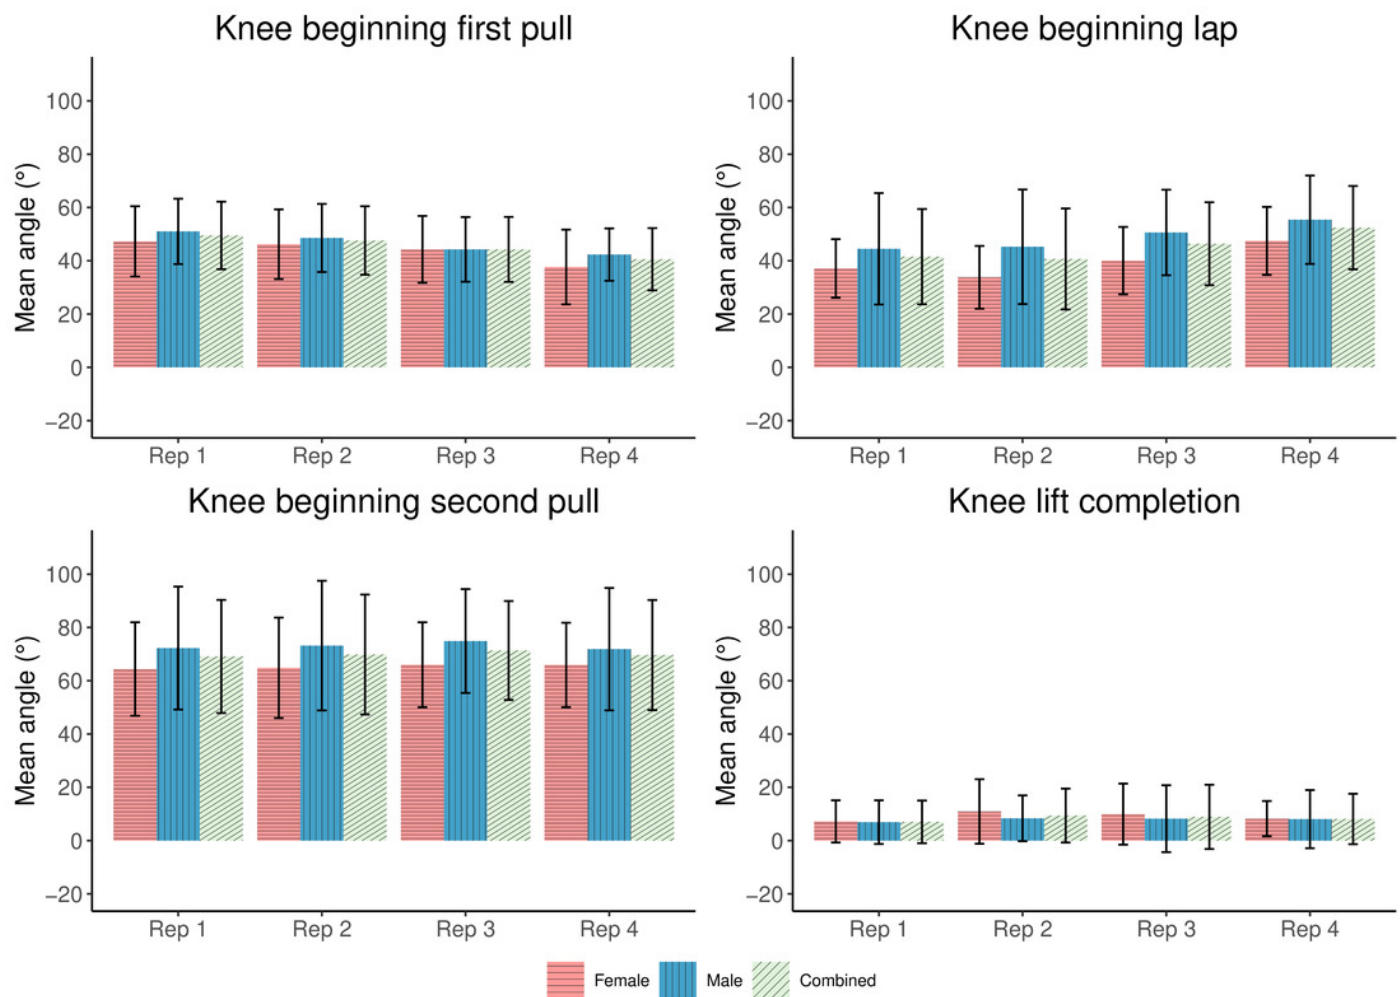 Knee beginning first pull
Mean angle (°)
100
80
60
40
20
0
−20
Rep 1 Rep 2 Rep 3 Rep 4
Knee beginning lap
Mean angle (°)
100
80
60
40
20
0
−20
Rep 1 Rep 2 Rep 3 Rep 4
Knee beginning second pull
Mean angle (°)
100
80
60
40
20
0
−20
Rep 1 Rep 2 Rep 3 Rep 4
Knee lift completion
Mean angle (°)
100
80
60
40
20
0
−20
Rep 1 Rep 2 Rep 3 Rep 4
Female Male Combined